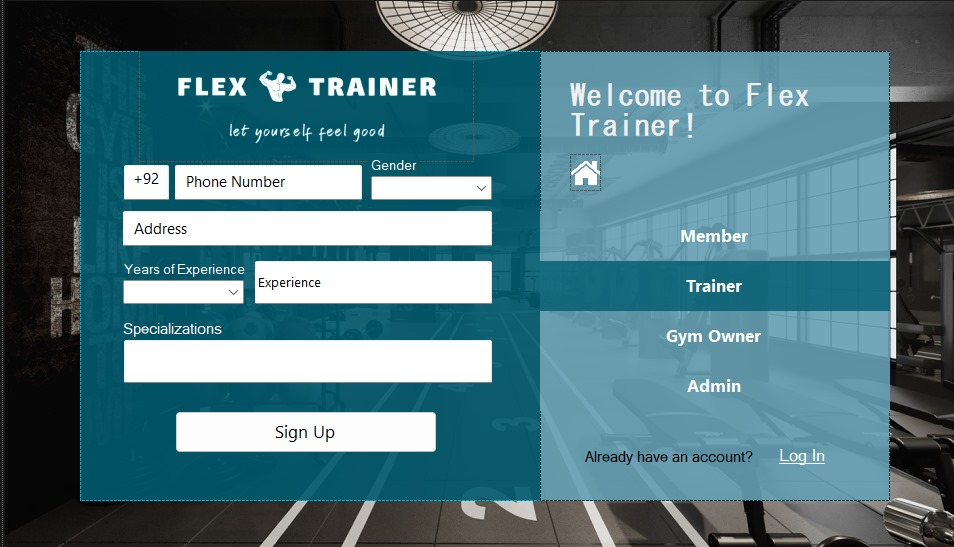 FLEX TRAINER
let yourself feel good
Gender
+92 Phone Number
Address
Years of Experience
Experience
Specializations
Sign Up
Welcome to Flex
Trainer!
Member
Trainer
Gym Owner
Admin
Already have an account? Log In
2